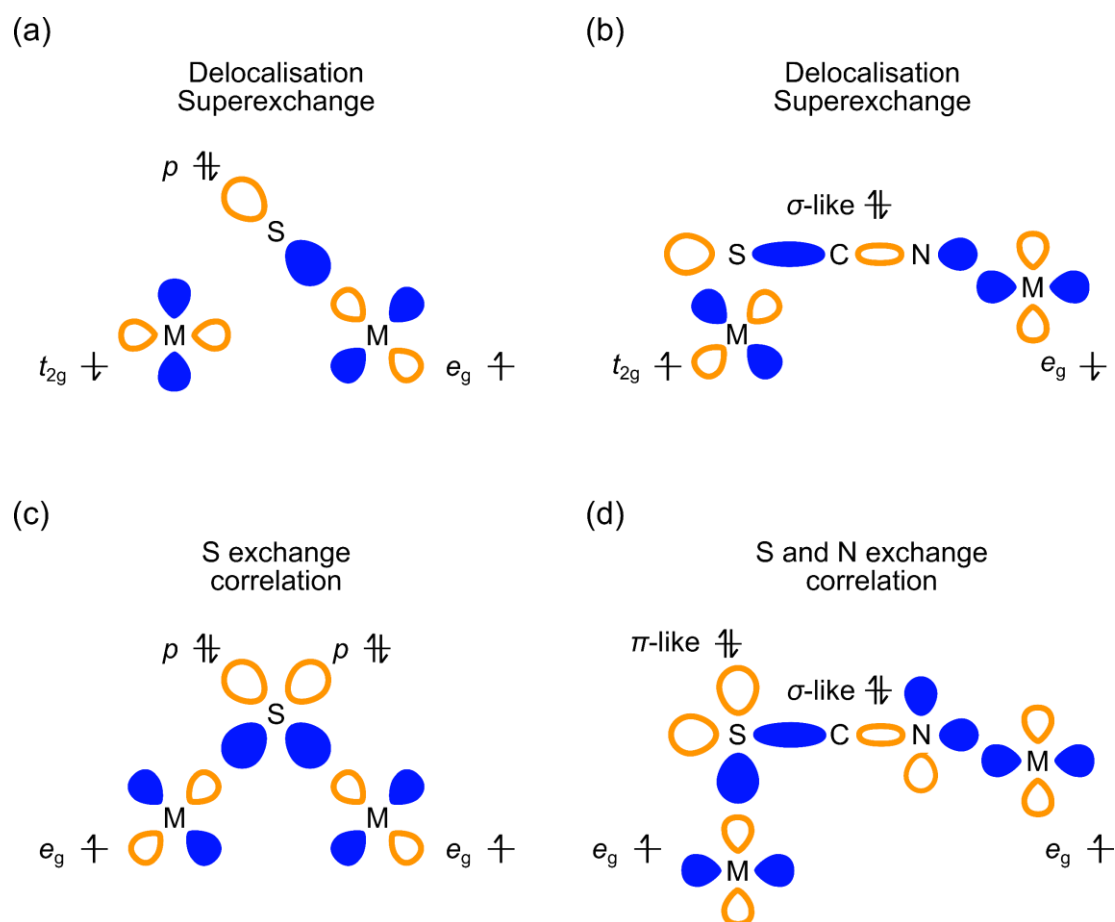 (a)
Delocalisation
Superexchange
p
S
M
M
t2g
eg
(b)
Delocalisation
Superexchange
σ-like
S C N
M
M
t2g
eg
(c)
S exchange
correlation
p p
S
M M
eg eg
(d)
S and N exchange
correlation
π-like
σ-like
S C N
M
eg eg
M